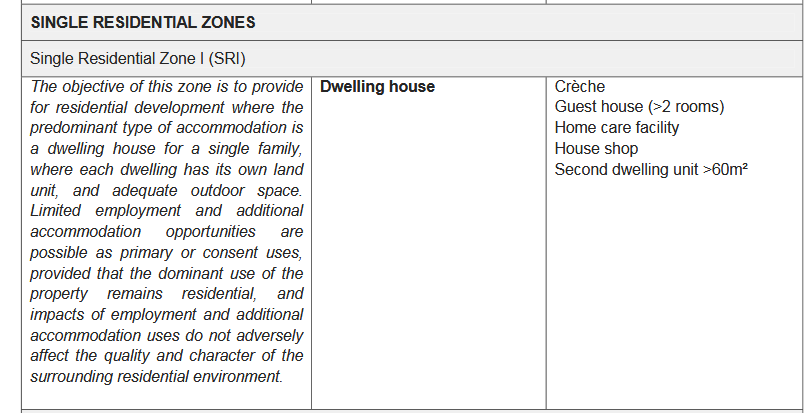 SINGLE RESIDENTIAL ZONES
Single Residential Zone I (SRI)
The objective of this zone is to provide
for residential development where the
predominant type of accommodation is
a dwelling house for a single family,
where each dwelling has its own land
unit, and adequate outdoor space.
Limited employment and additional
accommodation opportunities are
possible as primary or consent uses,
provided that the dominant use of the
property remains residential, and
impacts of employment and additional
accommodation uses do not adversely
affect the quality and character of the
surrounding residential environment.
Dwelling house
Crèche
Guest house (>2 rooms)
Home care facility
House shop
Second dwelling unit >60m²